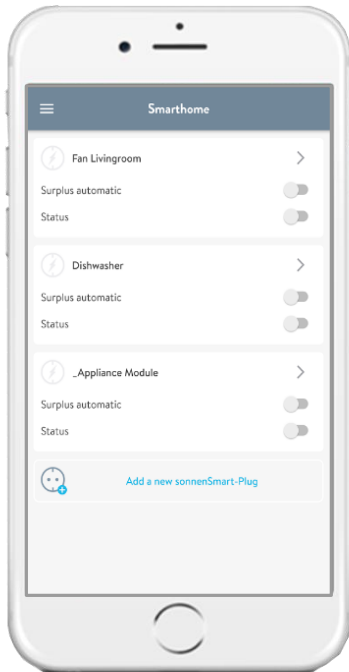 Smarthome
Fan Livingroom
Surplus automatic
Status
Dishwasher
Surplus automatic
Status
_Appliance Module
Surplus automatic
Status
Add a new sonnenSmart-Plug